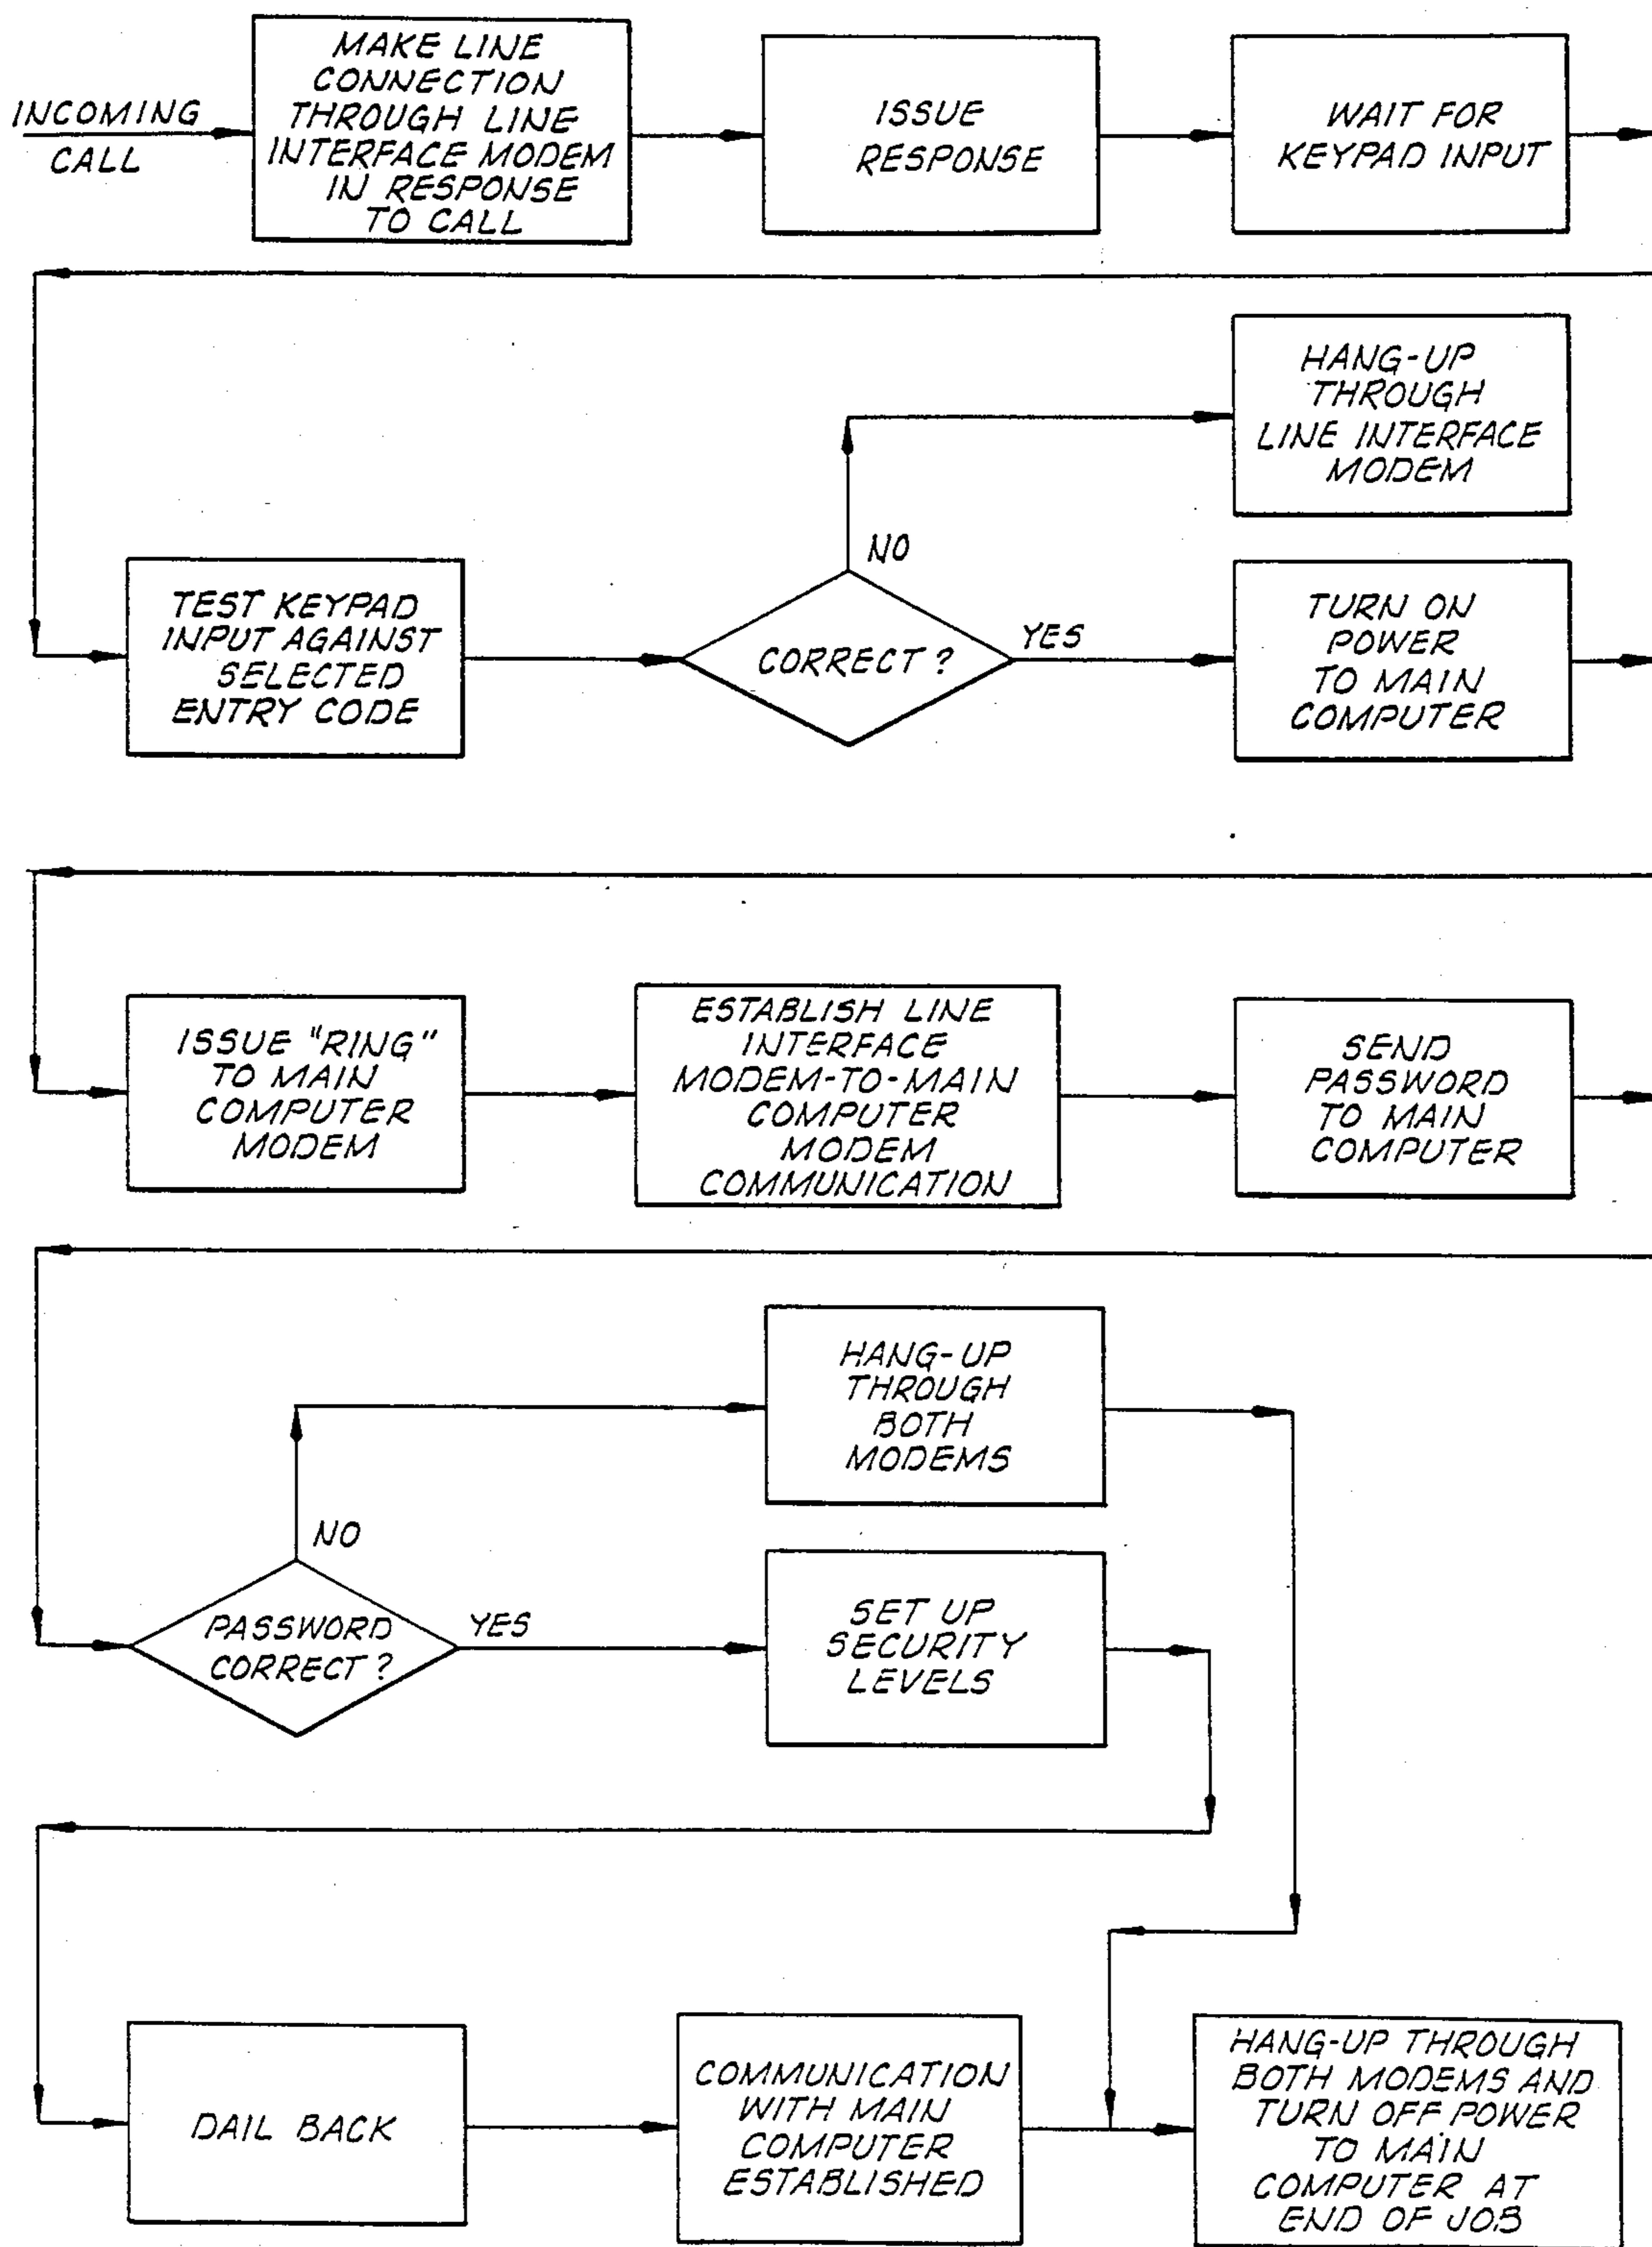 INCOMING
CALL
MAKE LINE
CONNECTION
THROUGH LINE
INTERFACE MODEM
IN RESPONSE
TO CALL
ISSUE
RESPONSE
WAIT FOR
KEYPAD INPUT
HANG-UP
THROUGH
LINE INTERFACE
MODEM
NO
TEST KEYPAD
INPUT AGAINST
SELECTED
ENTRY CODE
CORRECT?
YES
TURN ON
POWER
TO MAIN
COMPUTER
ISSUE "RING"
TO MAIN
COMPUTER
MODEM
ESTABLISH LINE
INTERFACE
MODEM-TO-MAIN
COMPUTER
MODEM
COMMUNICATION
SEND
PASSWORD
TO MAIN
COMPUTER
HANG-UP
THROUGH
BOTH
MODEMS
NO
PASSWORD
CORRECT?
YES
SET UP
SECURITY
LEVELS
DAIL BACK
COMMUNICATION
WITH MAIN
COMPUTER
ESTABLISHED
HANG-UP THROUGH
BOTH MODEMS AND
TURN OFF POWER
TO MAIN
COMPUTER AT
END OF JOB